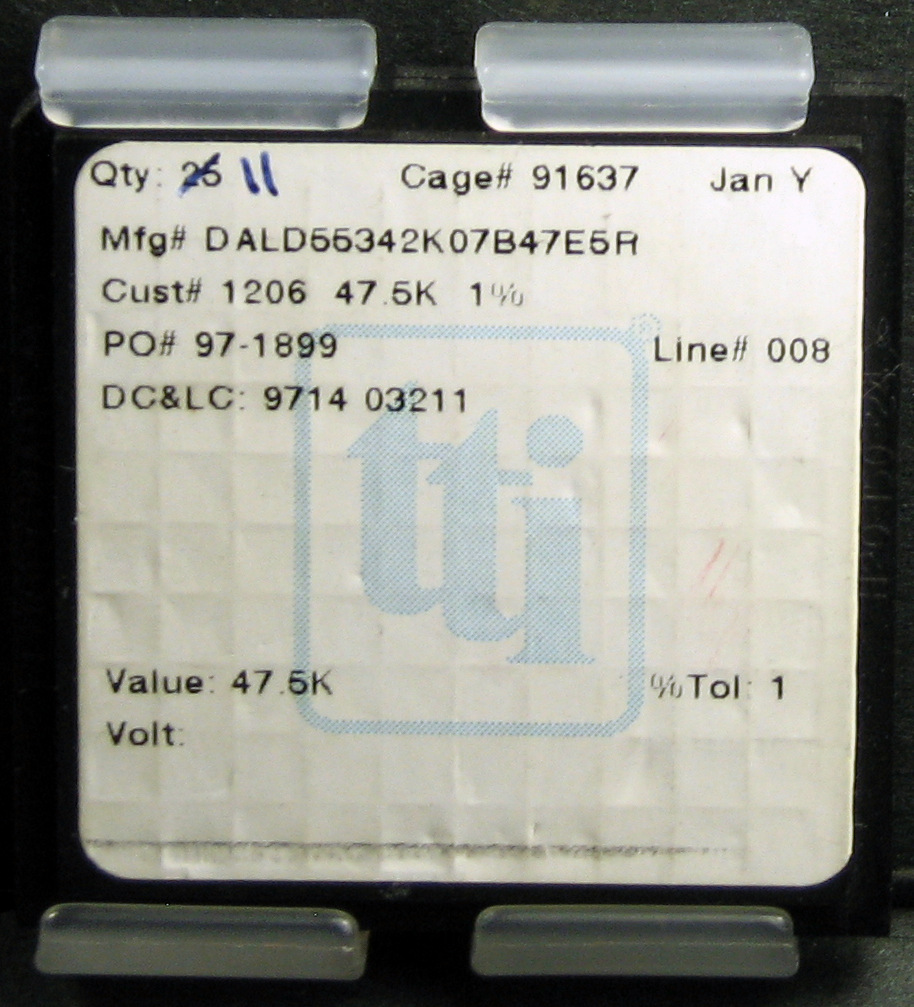 Qty: 25 11 Cage# 91637 Jan Y
Mfg# DALD55342K07B47E5R
Cust# 1206 47.5K 1%
PO# 97-1899 Line# 008
DC&LC: 9714 03211
tti
Value: 47.5K %Tol: 1
Volt: